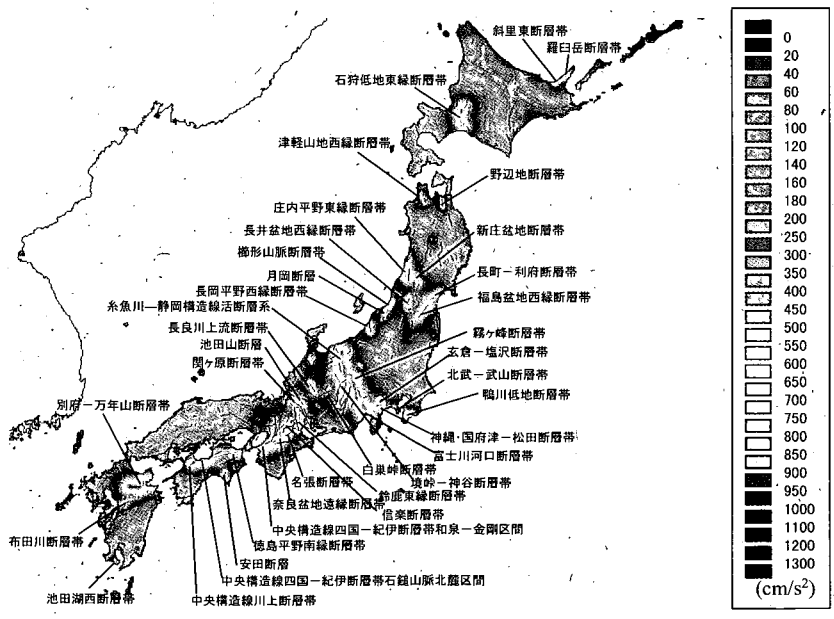 斜里東断層帯
羅臼岳断層帯
石狩低地東縁断層帯
津軽山地西縁断層帯
野辺地断層帯
庄内平野東縁断層帯
長井盆地西縁断層帯
新庄盆地断層帯
櫛形山脈断層帯
月岡断層
長町－利府断層帯
長岡平野西縁断層帯
福島盆地西縁断層帯
糸魚川―静岡構造線活断層系
長良川上流断層帯
霧ヶ峰断層帯
池田山断層
玄倉－塩沢断層帯
関ヶ原断層帯
北武－武山断層帯
鴨川低地断層帯
別府－万年山断層帯
神縄・国府津－松田断層帯
富士川河口断層帯
白巣峠断層帯
境峠－神谷断層帯
名張断層帯
鈴鹿東縁断層帯
奈良盆地東縁断層帯
信楽断層帯
中央構造線四国－紀伊断層帯和泉－金剛区間
布田川断層帯
徳島平野南縁断層帯
安田断層
中央構造線四国－紀伊断層帯石鎚山脈北麓区間
池田湖西断層帯
中央構造線川上断層帯
0
20
40
60
80
100
120
140
160
180
200
250
300
350
400
450
500
550
600
650
700
750
800
850
900
950
1000
1100
1200
1300
(cm/s²)